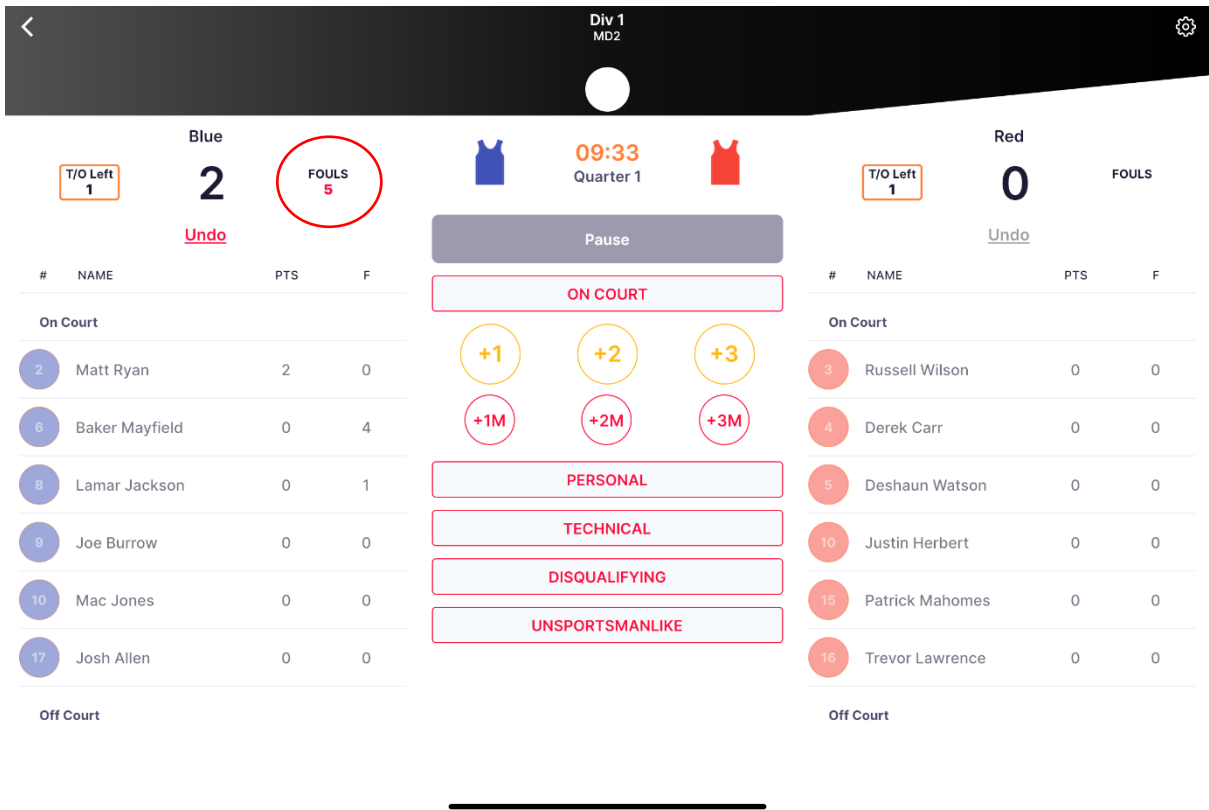 Div 1
MD2
Blue
T/O Left
1
2
FOULS
5
Undo
# NAME PTS F
On Court
2 Matt Ryan 2 0
6 Baker Mayfield 0 4
8 Lamar Jackson 0 1
9 Joe Burrow 0 0
10 Mac Jones 0 0
17 Josh Allen 0 0
Off Court
09:33
Quarter 1
Pause
ON COURT
+1 +2 +3
+1M +2M +3M
PERSONAL
TECHNICAL
DISQUALIFYING
UNSPORTSMANLIKE
Red
T/O Left
1
0
FOULS
Undo
# NAME PTS F
On Court
3 Russell Wilson 0 0
4 Derek Carr 0 0
5 Deshaun Watson 0 0
10 Justin Herbert 0 0
15 Patrick Mahomes 0 0
16 Trevor Lawrence 0 0
Off Court